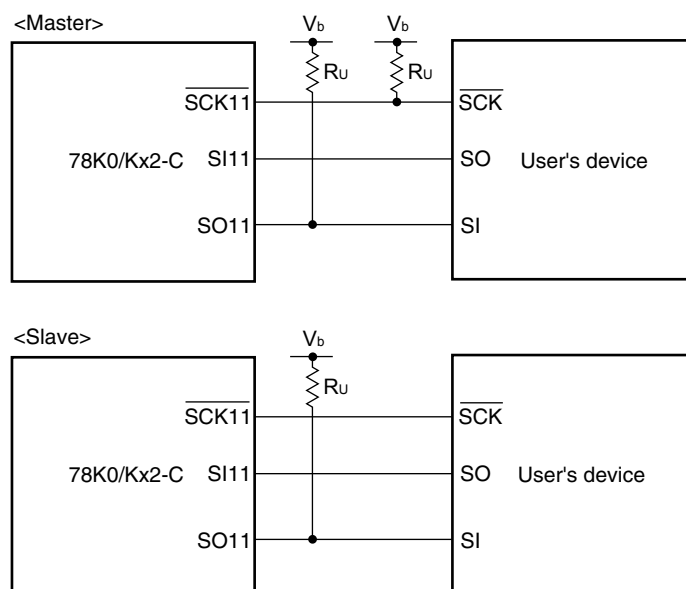 <Master>
Vb Vb
RU RU
SCK11 SCK
78K0/Kx2-C SI11 SO User's device
SO11 SI
<Slave>
Vb
RU
SCK11 SCK
78K0/Kx2-C SI11 SO User's device
SO11 SI